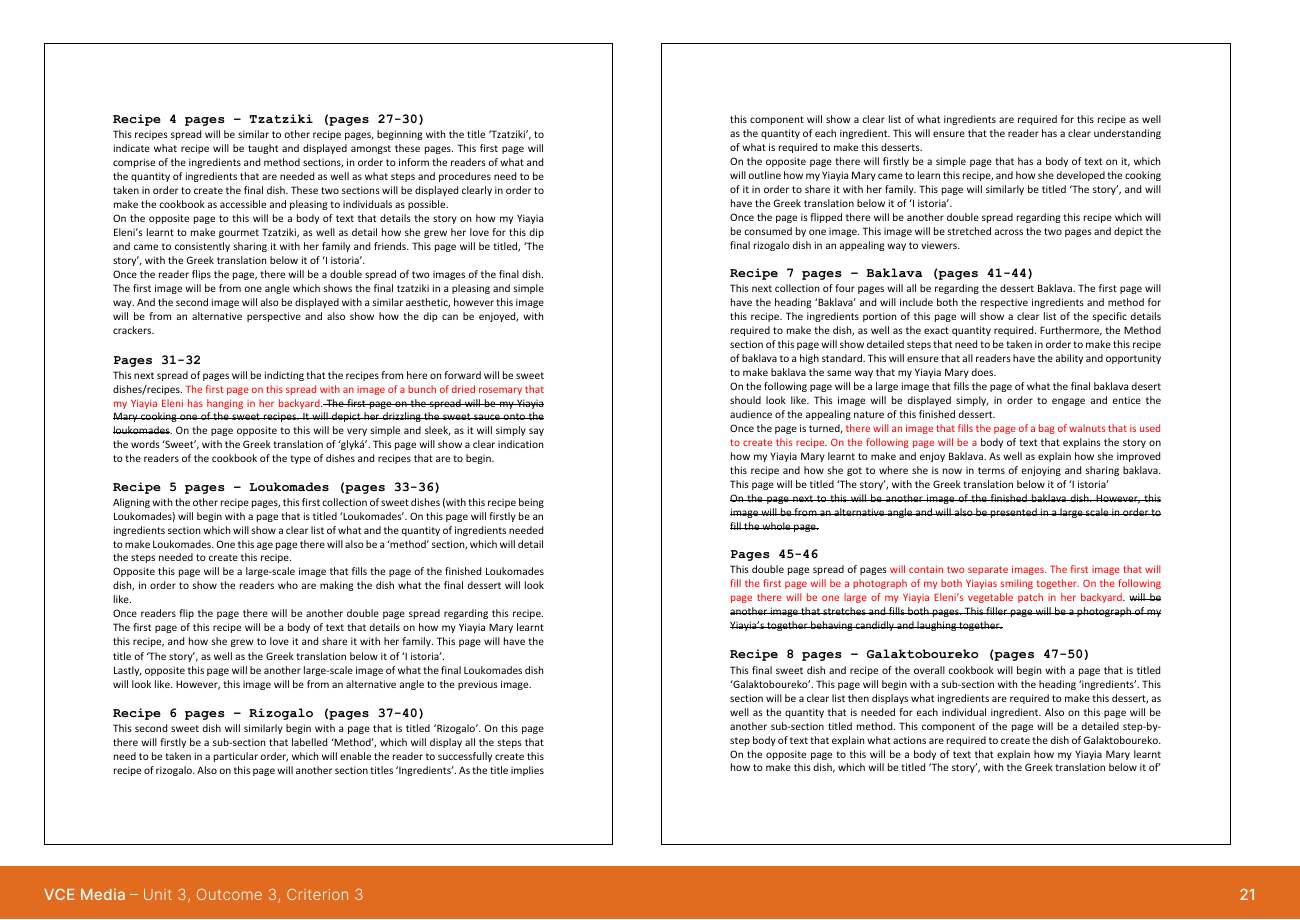 Recipe 4 pages – Tzatziki (pages 27-30)
This recipes spread will be similar to other recipe pages, beginning with the title ‘Tzatziki’, to
indicate what recipe will be taught and displayed amongst these pages. This first page will
comprise of the ingredients and method sections, in order to inform the readers of what and
the quantity of ingredients that are needed as well as what steps and procedures need to be
taken in order to create the final dish. These two sections will be displayed clearly in order to
make the cookbook as accessible and pleasing to individuals as possible.
On the opposite page to this will be a body of text that details the story on how my Yiayia
Eleni’s learnt to make gourmet Tzatziki, as well as detail how she grew her love for this dip
and came to consistently sharing it with her family and friends. This page will be titled, ‘The
story’, with the Greek translation below it of ‘I istoria’.
Once the reader flips the page, there will be a double spread of two images of the final dish.
The first image will be from one angle which shows the final tzatziki in a pleasing and simple
way. And the second image will also be displayed with a similar aesthetic, however this image
will be from an alternative perspective and also show how the dip can be enjoyed, with
crackers.
Pages 31-32
This next spread of pages will be indicting that the recipes from here on forward will be sweet
dishes/recipes. The first page on this spread with an image of a bunch of dried rosemary that
my Yiayia Eleni has hanging in her backyard. The first page on the spread will be my Yiayia
Mary cooking one of the sweet recipes. It will depict her drizzling the sweet sauce onto the
loukomades. On the page opposite to this will be very simple and sleek, as it will simply say
the words ‘Sweet’, with the Greek translation of ‘glyká’. This page will show a clear indication
to the readers of the cookbook of the type of dishes and recipes that are to begin.
Recipe 5 pages – Loukomades (pages 33-36)
Aligning with the other recipe pages, this first collection of sweet dishes (with this recipe being
Loukomades) will begin with a page that is titled ‘Loukomades’. On this page will firstly be an
ingredients section which will show a clear list of what and the quantity of ingredients needed
to make Loukomades. One this age page there will also be a ‘method’ section, which will detail
the steps needed to create this recipe.
Opposite this page will be a large-scale image that fills the page of the finished Loukomades
dish, in order to show the readers who are making the dish what the final dessert will look
like.
Once readers flip the page there will be another double page spread regarding this recipe.
The first page of this recipe will be a body of text that details on how my Yiayia Mary learnt
this recipe, and how she grew to love it and share it with her family. This page will have the
title of ‘The story’, as well as the Greek translation below it of ‘I istoria’.
Lastly, opposite this page will be another large-scale image of what the final Loukomades dish
will look like. However, this image will be from an alternative angle to the previous image.
Recipe 6 pages – Rizogalo (pages 37-40)
This second sweet dish will similarly begin with a page that is titled ‘Rizogalo’. On this page
there will firstly be a sub-section that labelled ‘Method’, which will display all the steps that
need to be taken in a particular order, which will enable the reader to successfully create this
recipe of rizogalo. Also on this page will another section titles ‘Ingredients’. As the title implies
this component will show a clear list of what ingredients are required for this recipe as well
as the quantity of each ingredient. This will ensure that the reader has a clear understanding
of what is required to make this desserts.
On the opposite page there will firstly be a simple page that has a body of text on it, which
will outline how my Yiayia Mary came to learn this recipe, and how she developed the cooking
of it in order to share it with her family. This page will similarly be titled ‘The story’, and will
have the Greek translation below it of ‘I istoria’.
Once the page is flipped there will be another double spread regarding this recipe which will
be consumed by one image. This image will be stretched across the two pages and depict the
final rizogalo dish in an appealing way to viewers.
Recipe 7 pages – Baklava (pages 41-44)
This next collection of four pages will all be regarding the dessert Baklava. The first page will
have the heading ‘Baklava’ and will include both the respective ingredients and method for
this recipe. The ingredients portion of this page will show a clear list of the specific details
required to make the dish, as well as the exact quantity required. Furthermore, the Method
section of this page will show detailed steps that need to be taken in order to make this recipe
of baklava to a high standard. This will ensure that all readers have the ability and opportunity
to make baklava the same way that my Yiayia Mary does.
On the following page will be a large image that fills the page of what the final baklava desert
should look like. This image will be displayed simply, in order to engage and entice the
audience of the appealing nature of this finished dessert.
Once the page is turned, there will an image that fills the page of a bag of walnuts that is used
to create this recipe. On the following page will be a body of text that explains the story on
how my Yiayia Mary learnt to make and enjoy Baklava. As well as explain how she improved
this recipe and how she got to where she is now in terms of enjoying and sharing baklava.
This page will be titled ‘The story’, with the Greek translation below it of ‘I istoria’
On the page next to this will be another image of the finished baklava dish. However, this
image will be from an alternative angle and will also be presented in a large scale in order to
fill the whole page.
Pages 45-46
This double page spread of pages will contain two separate images. The first image that will
fill the first page will be a photograph of my both Yiayias smiling together. On the following
page there will be one large of my Yiayia Eleni’s vegetable patch in her backyard. will be
another image that stretches and fills both pages. This filler page will be a photograph of my
Yiayia’s together behaving candidly and laughing together.
Recipe 8 pages – Galaktoboureko (pages 47-50)
This final sweet dish and recipe of the overall cookbook will begin with a page that is titled
‘Galaktoboureko’. This page will begin with a sub-section with the heading ‘ingredients’. This
section will be a clear list then displays what ingredients are required to make this dessert, as
well as the quantity that is needed for each individual ingredient. Also on this page will be
another sub-section titled method. This component of the page will be a detailed step-by-
step body of text that explain what actions are required to create the dish of Galaktoboureko.
On the opposite page to this will be a body of text that explain how my Yiayia Mary learnt
how to make this dish, which will be titled ‘The story’, with the Greek translation below it of’
VCE Media – Unit 3, Outcome 3, Criterion 3
21